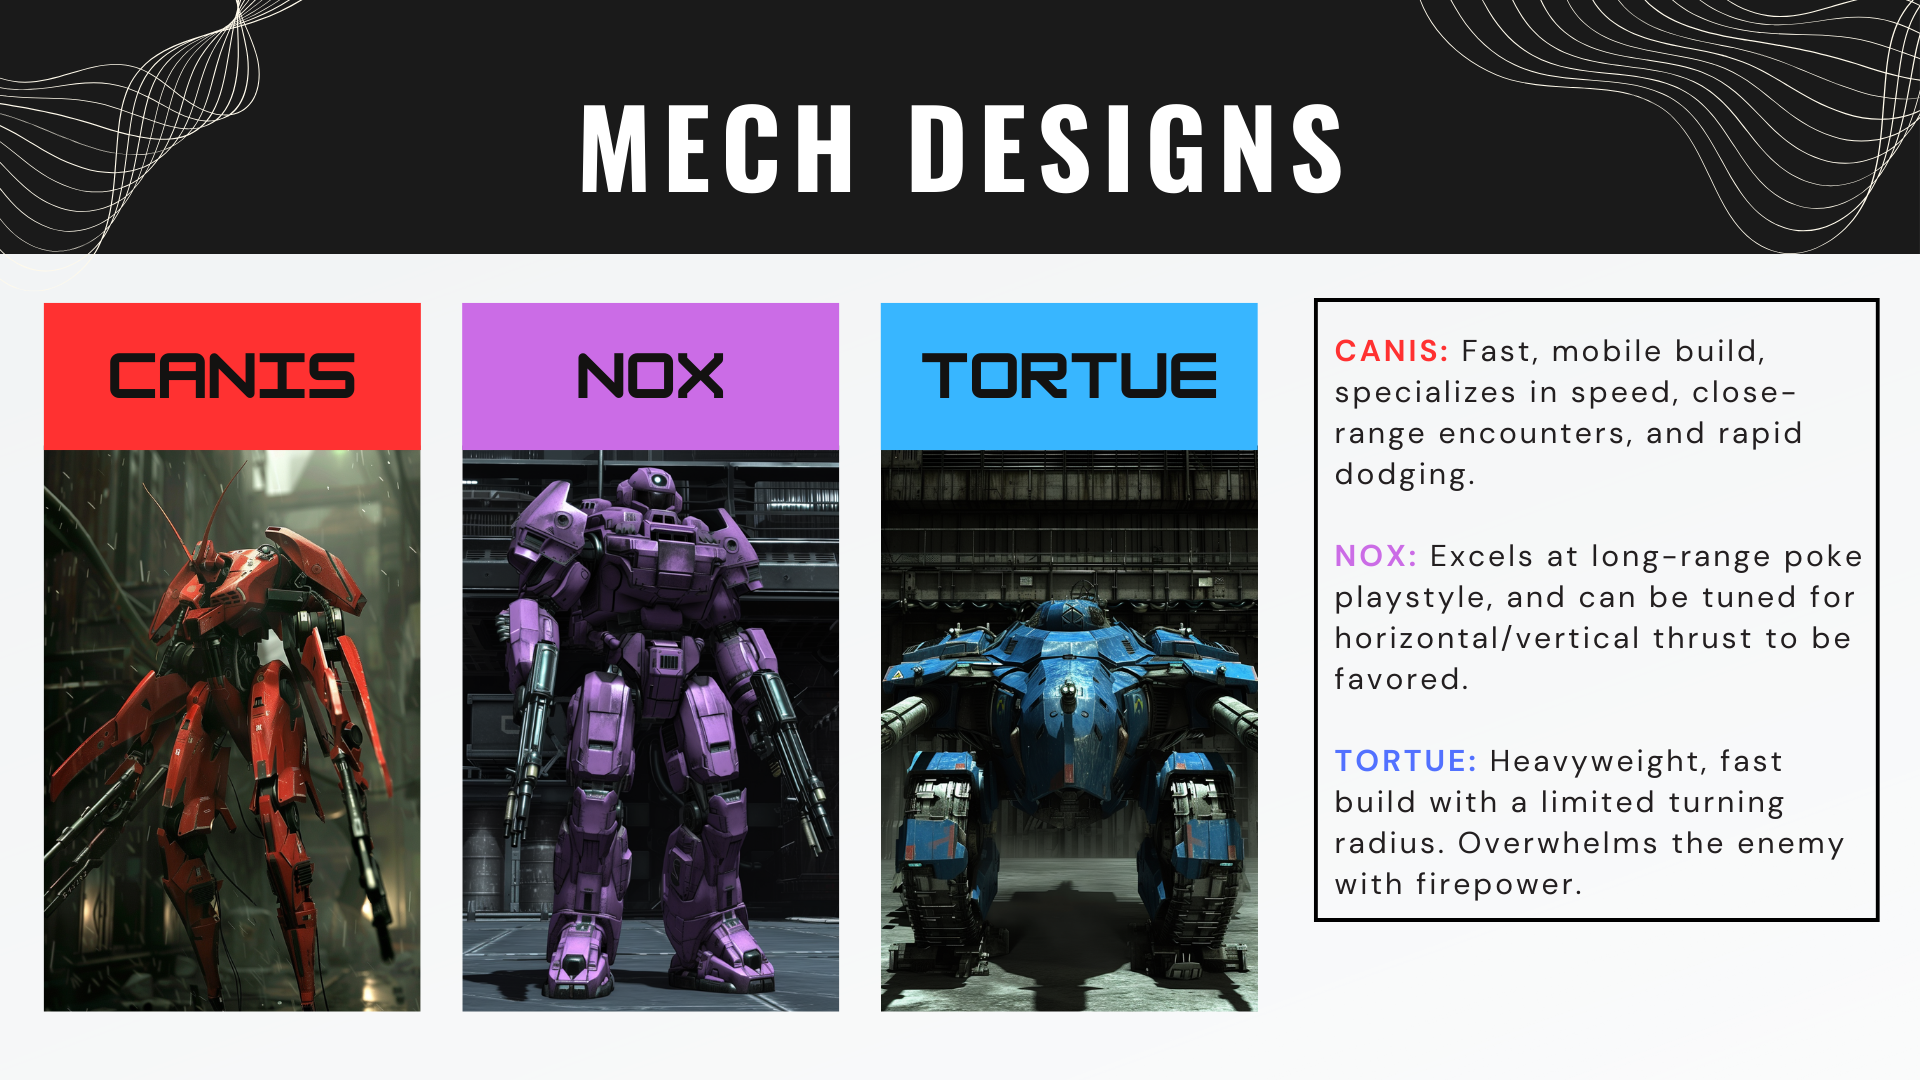 MECH DESIGNS
CANIS
NOX
TORTUE
CANIS: Fast, mobile build,
specializes in speed, close-
range encounters, and rapid
dodging.
NOX: Excels at long-range poke
playstyle, and can be tuned for
horizontal/vertical thrust to be
favored.
TORTUE: Heavyweight, fast
build with a limited turning
radius. Overwhelms the enemy
with firepower.